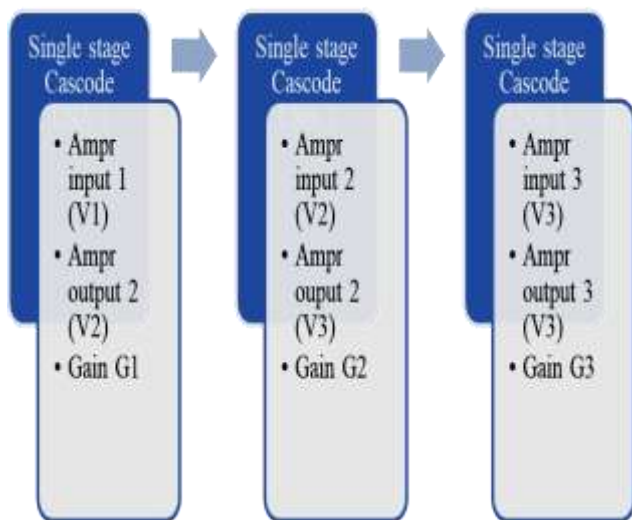 Single stage
Cascode
• Ampr
input 1
(V1)
• Ampr
output 2
(V2)
• Gain G1
Single stage
Cascode
• Ampr
input 2
(V2)
• Ampr
ouput 2
(V3)
• Gain G2
Single stage
Cascode
• Ampr
input 3
(V3)
• Ampr
output 3
(V3)
• Gain G3